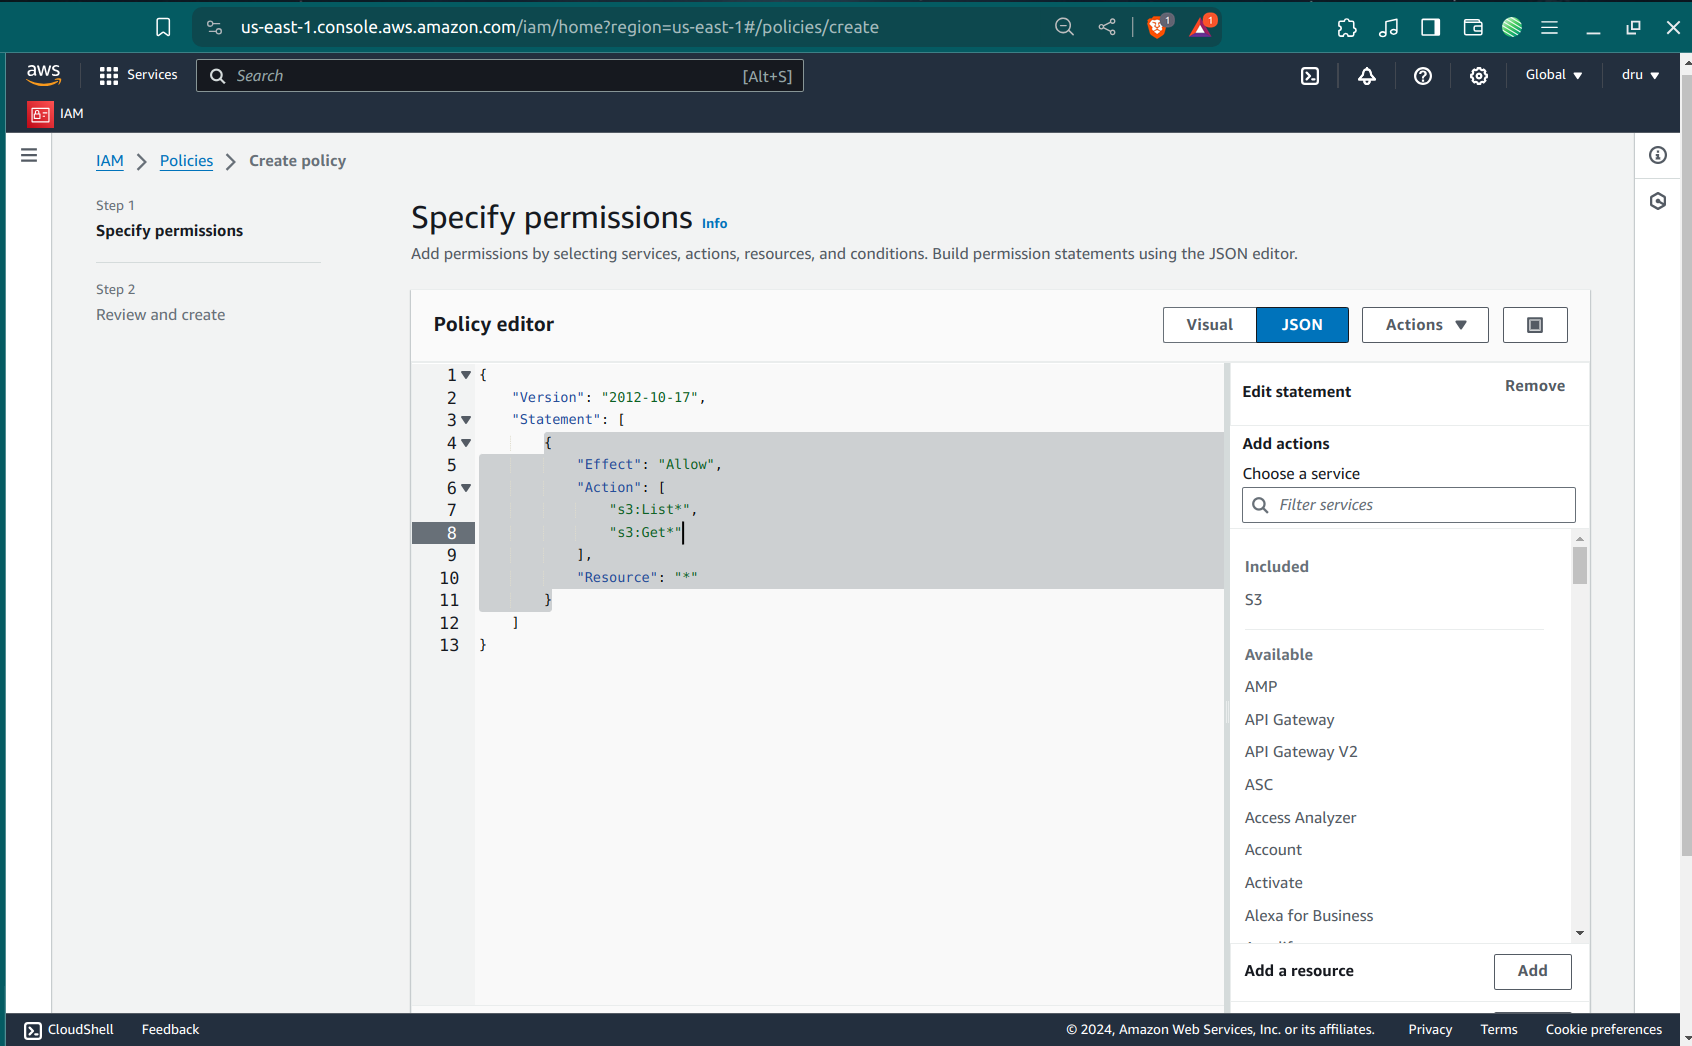 us-east-1.console.aws.amazon.com/iam/home?region=us-east-1#/policies/create
1
1
aws
Services
Search
[Alt+S]
Global
dru
IAM
IAM
Policies
Create policy
Step 1
Specify permissions
Step 2
Review and create
Specify permissions Info
Add permissions by selecting services, actions, resources, and conditions. Build permission statements using the JSON editor.
Policy editor
Visual
JSON
Actions
1 {
2 "Version": "2012-10-17",
3 "Statement": [
4 {
5 "Effect": "Allow",
6 "Action": [
7 "s3:List*",
8 "s3:Get*"
9 ],
10 "Resource": "*"
11 }
12 ]
13 }
Edit statement
Remove
Add actions
Choose a service
Filter services
Included
S3
Available
AMP
API Gateway
API Gateway V2
ASC
Access Analyzer
Account
Activate
Alexa for Business
Add a resource
Add
CloudShell
Feedback
© 2024, Amazon Web Services, Inc. or its affiliates.
Privacy
Terms
Cookie preferences